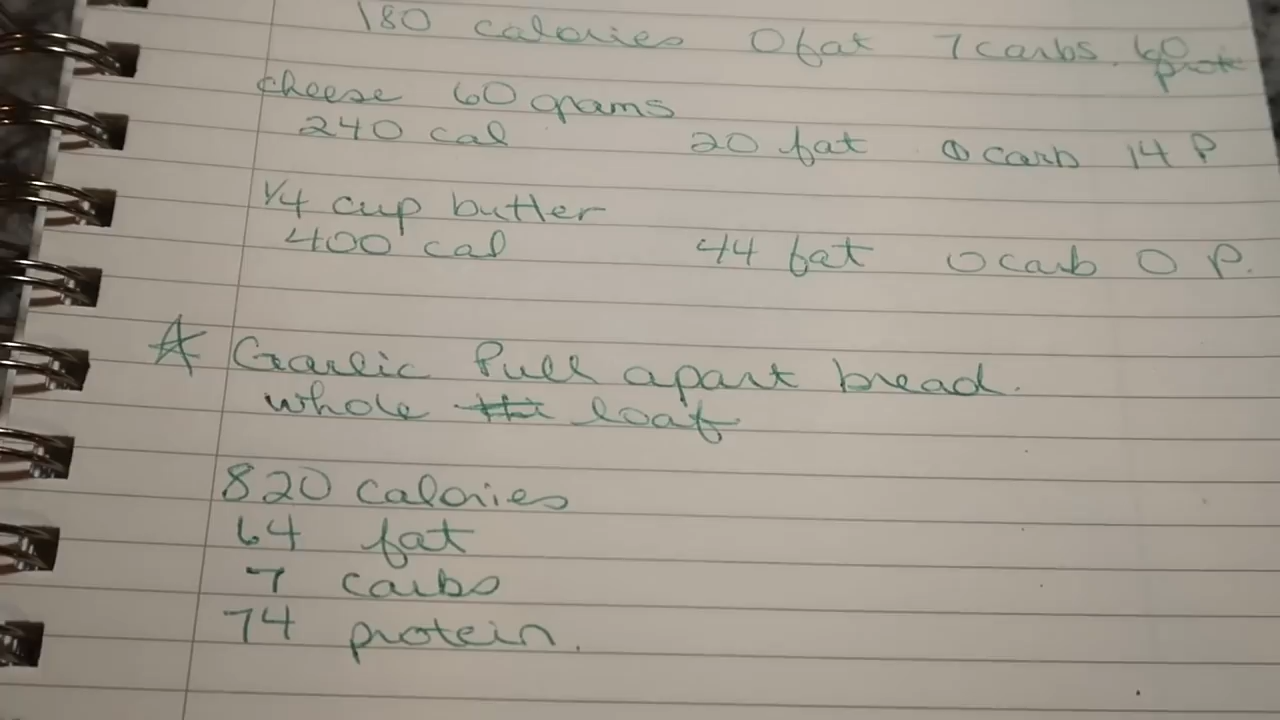 180 calories 0 fat 7 carbs. 60 prot
cheese 60 grams
240 cal 20 fat 0 carb 14 P
1/4 cup butter
400 cal 44 fat 0 carb 0 P.
☆ Garlic Pull apart bread.
whole loaf
820 calories
64 fat
7 carbs
74 protein.